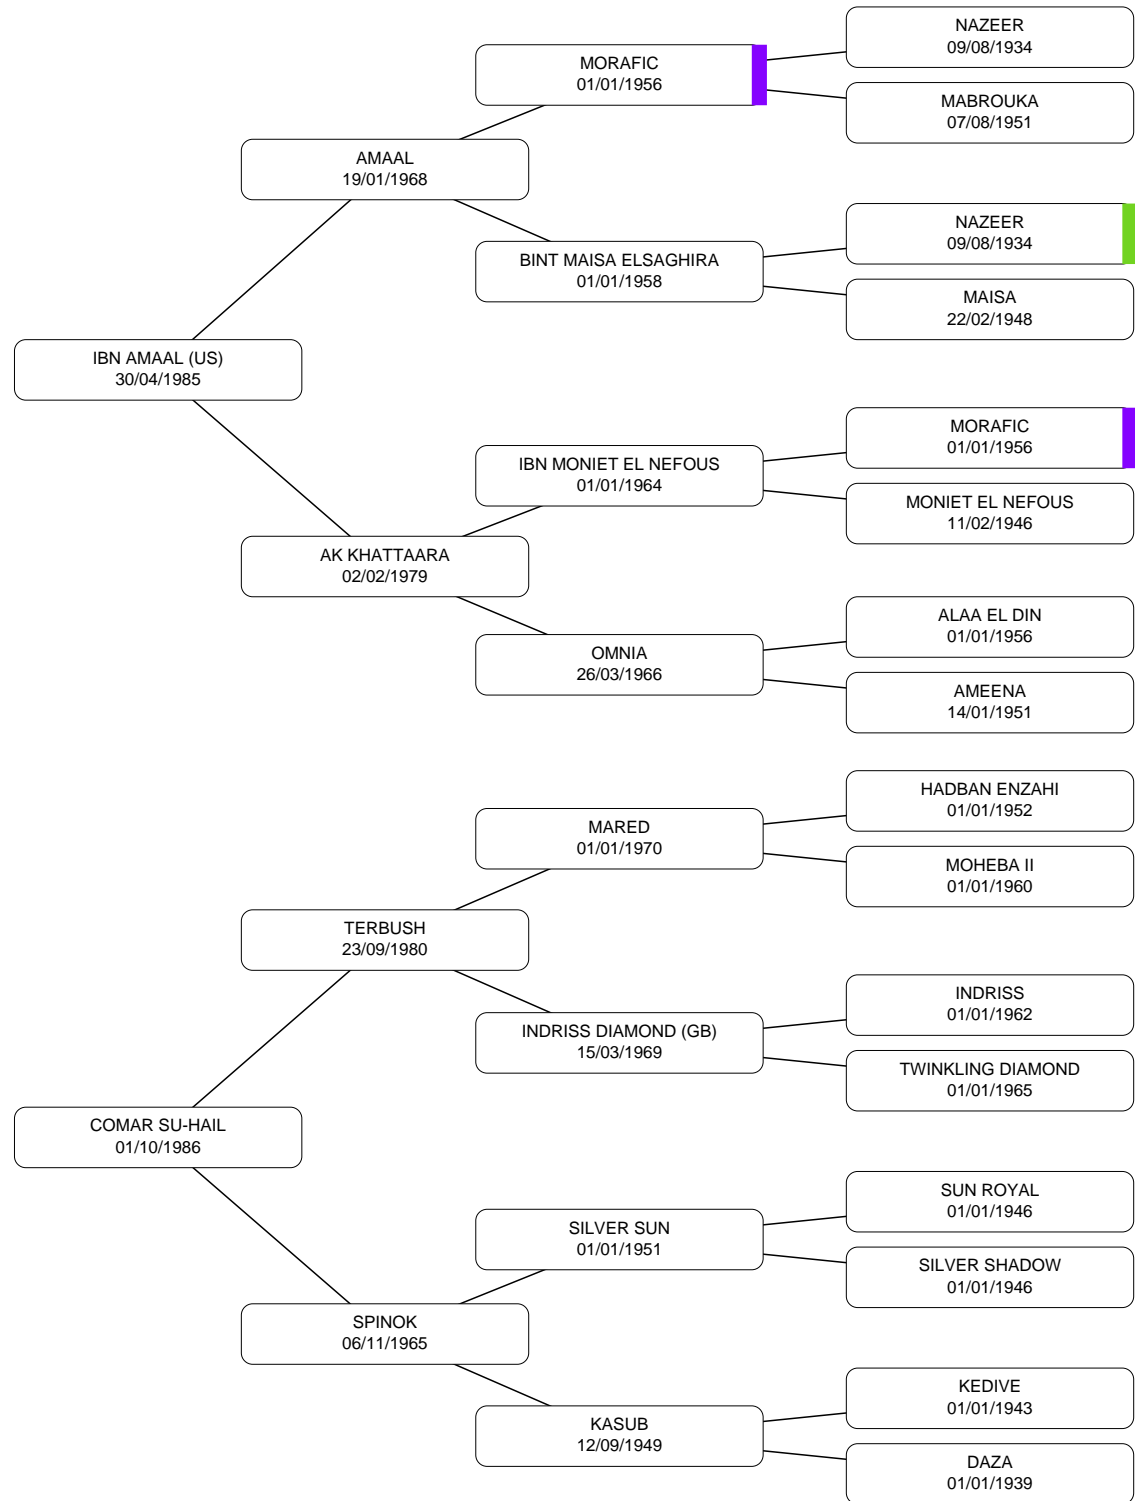 NAZEER
09/08/1934
MORAFIC
01/01/1956
MABROUKA
07/08/1951
AMAAL
19/01/1968
NAZEER
09/08/1934
BINT MAISA ELSAGHIRA
01/01/1958
MAISA
22/02/1948
IBN AMAAL (US)
30/04/1985
MORAFIC
01/01/1956
IBN MONIET EL NEFOUS
01/01/1964
MONIET EL NEFOUS
11/02/1946
AK KHATTAARA
02/02/1979
ALAA EL DIN
01/01/1956
OMNIA
26/03/1966
AMEENA
14/01/1951
HADBAN ENZAHI
01/01/1952
MARED
01/01/1970
MOHEBA II
01/01/1960
TERBUSH
23/09/1980
INDRISS
01/01/1962
INDRISS DIAMOND (GB)
15/03/1969
TWINKLING DIAMOND
01/01/1965
COMAR SU-HAIL
01/10/1986
SUN ROYAL
01/01/1946
SILVER SUN
01/01/1951
SILVER SHADOW
01/01/1946
SPINOK
06/11/1965
KEDIVE
01/01/1943
KASUB
12/09/1949
DAZA
01/01/1939